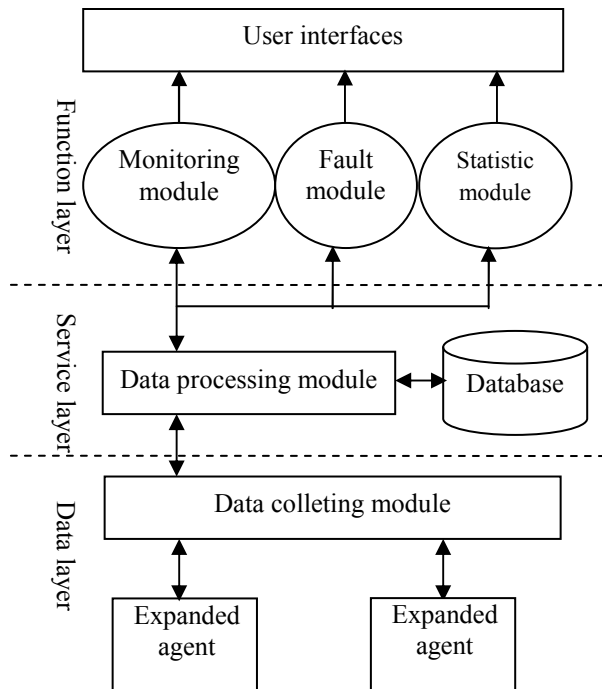 User interfaces
Function layer
Monitoring
module
Fault
module
Statistic
module
Service layer
Data processing module
Database
Data layer
Data colleting module
Expanded
agent
Expanded
agent